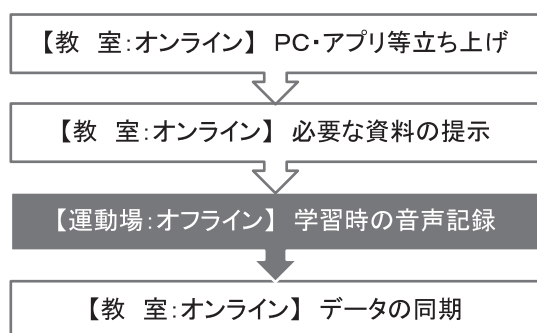 【教　室:オンライン】 PC・アプリ等立ち上げ
【教　室:オンライン】 必要な資料の提示
【運動場:オフライン】 学習時の音声記録
【教　室:オンライン】 データの同期